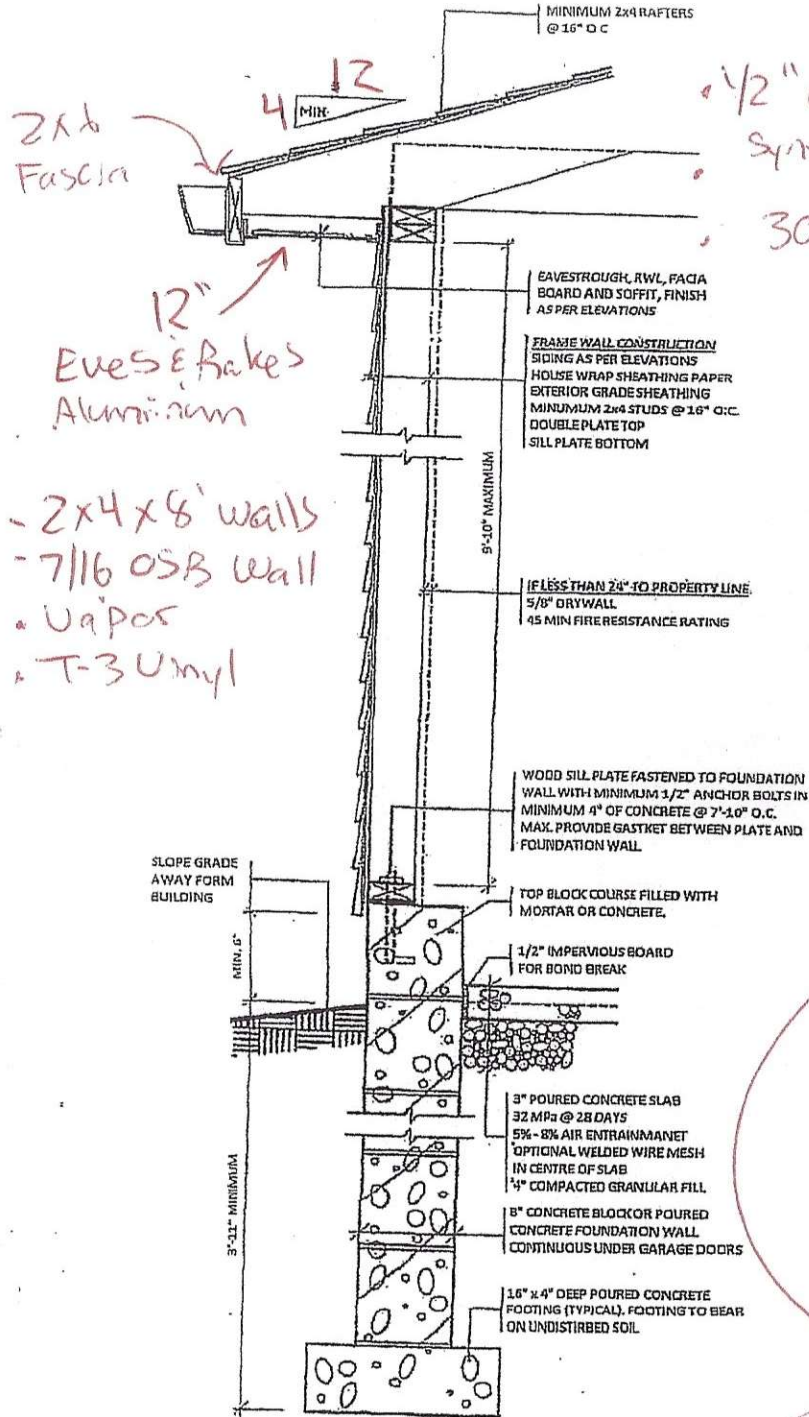 MINIMUM 2x4 RAFTERS
@ 16" O C
12
4
MIN.
2x6
Fascia
• 1/2"
• 30
EAVESTROUGH, RWL, FACIA
BOARD AND SOFFIT, FINISH
AS PER ELEVATIONS
12"
Eves & Rakes
Aluminum
FRAME WALL CONSTRUCTION
SIDING AS PER ELEVATIONS
HOUSE WRAP SHEATHING PAPER
EXTERIOR GRADE SHEATHING
MINUMUM 2x4 STUDS @ 16" O.C.
DOUBLE PLATE TOP
SILL PLATE BOTTOM
9'-10" MAXIMUM
- 2x4x8' walls
- 7/16 OSB Wall
• Vapor
• T-3 Vinyl
IF LESS THAN 24" TO PROPERTY LINE.
5/8" DRYWALL
45 MIN FIRE RESISTANCE RATING
WOOD SILL PLATE FASTENED TO FOUNDATION
WALL WITH MINIMUM 1/2" ANCHOR BOLTS IN
MINIMUM 4" OF CONCRETE @ 7'-10" O.C.
MAX. PROVIDE GASTKET BETWEEN PLATE AND
FOUNDATION WALL
SLOPE GRADE
AWAY FORM
BUILDING
MIN. 6"
TOP BLOCK COURSE FILLED WITH
MORTAR OR CONCRETE.
1/2" IMPERVIOUS BOARD
FOR BOND BREAK
3" POURED CONCRETE SLAB
32 MPa @ 28 DAYS
5% - 8% AIR ENTRAINMANET
OPTIONAL WELDED WIRE MESH
IN CENTRE OF SLAB
4" COMPACTED GRANULAR FILL
3'-11" MINIMUM
8" CONCRETE BLOCK OR POURED
CONCRETE FOUNDATION WALL
CONTINUOUS UNDER GARAGE DOORS
16" x 4" DEEP POURED CONCRETE
FOOTING (TYPICAL). FOOTING TO BEAR
ON UNDISTIRBED SOIL